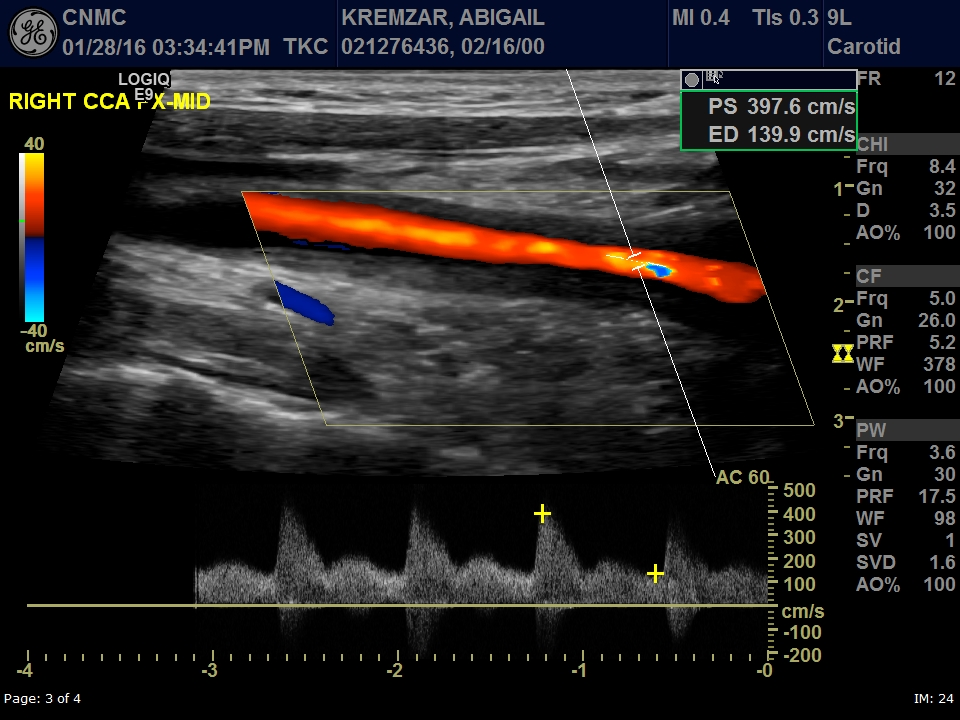 CNMC
KREMZAR, ABIGAIL
MI 0.4 TIs 0.3 9L
01/28/16 03:34:41PM TKC 021276436, 02/16/00
Carotid
LOGIQ
E9
RIGHT CCA PX-MID
PS 397.6 cm/s
ED 139.9 cm/s
FR 12
CHI
Frq 8.4
Gn 32
D 3.5
AO% 100
CF
Frq 5.0
Gn 26.0
PRF 5.2
WF 378
AO% 100
PW
Frq 3.6
Gn 30
PRF 17.5
WF 98
SV 1
SVD 1.6
AO% 100
40
-40
cm/s
1
2
3
AC 60
500
400
300
200
100
cm/s
-100
-200
-4 -3 -2 -1 -0
Page: 3 of 4
IM: 24